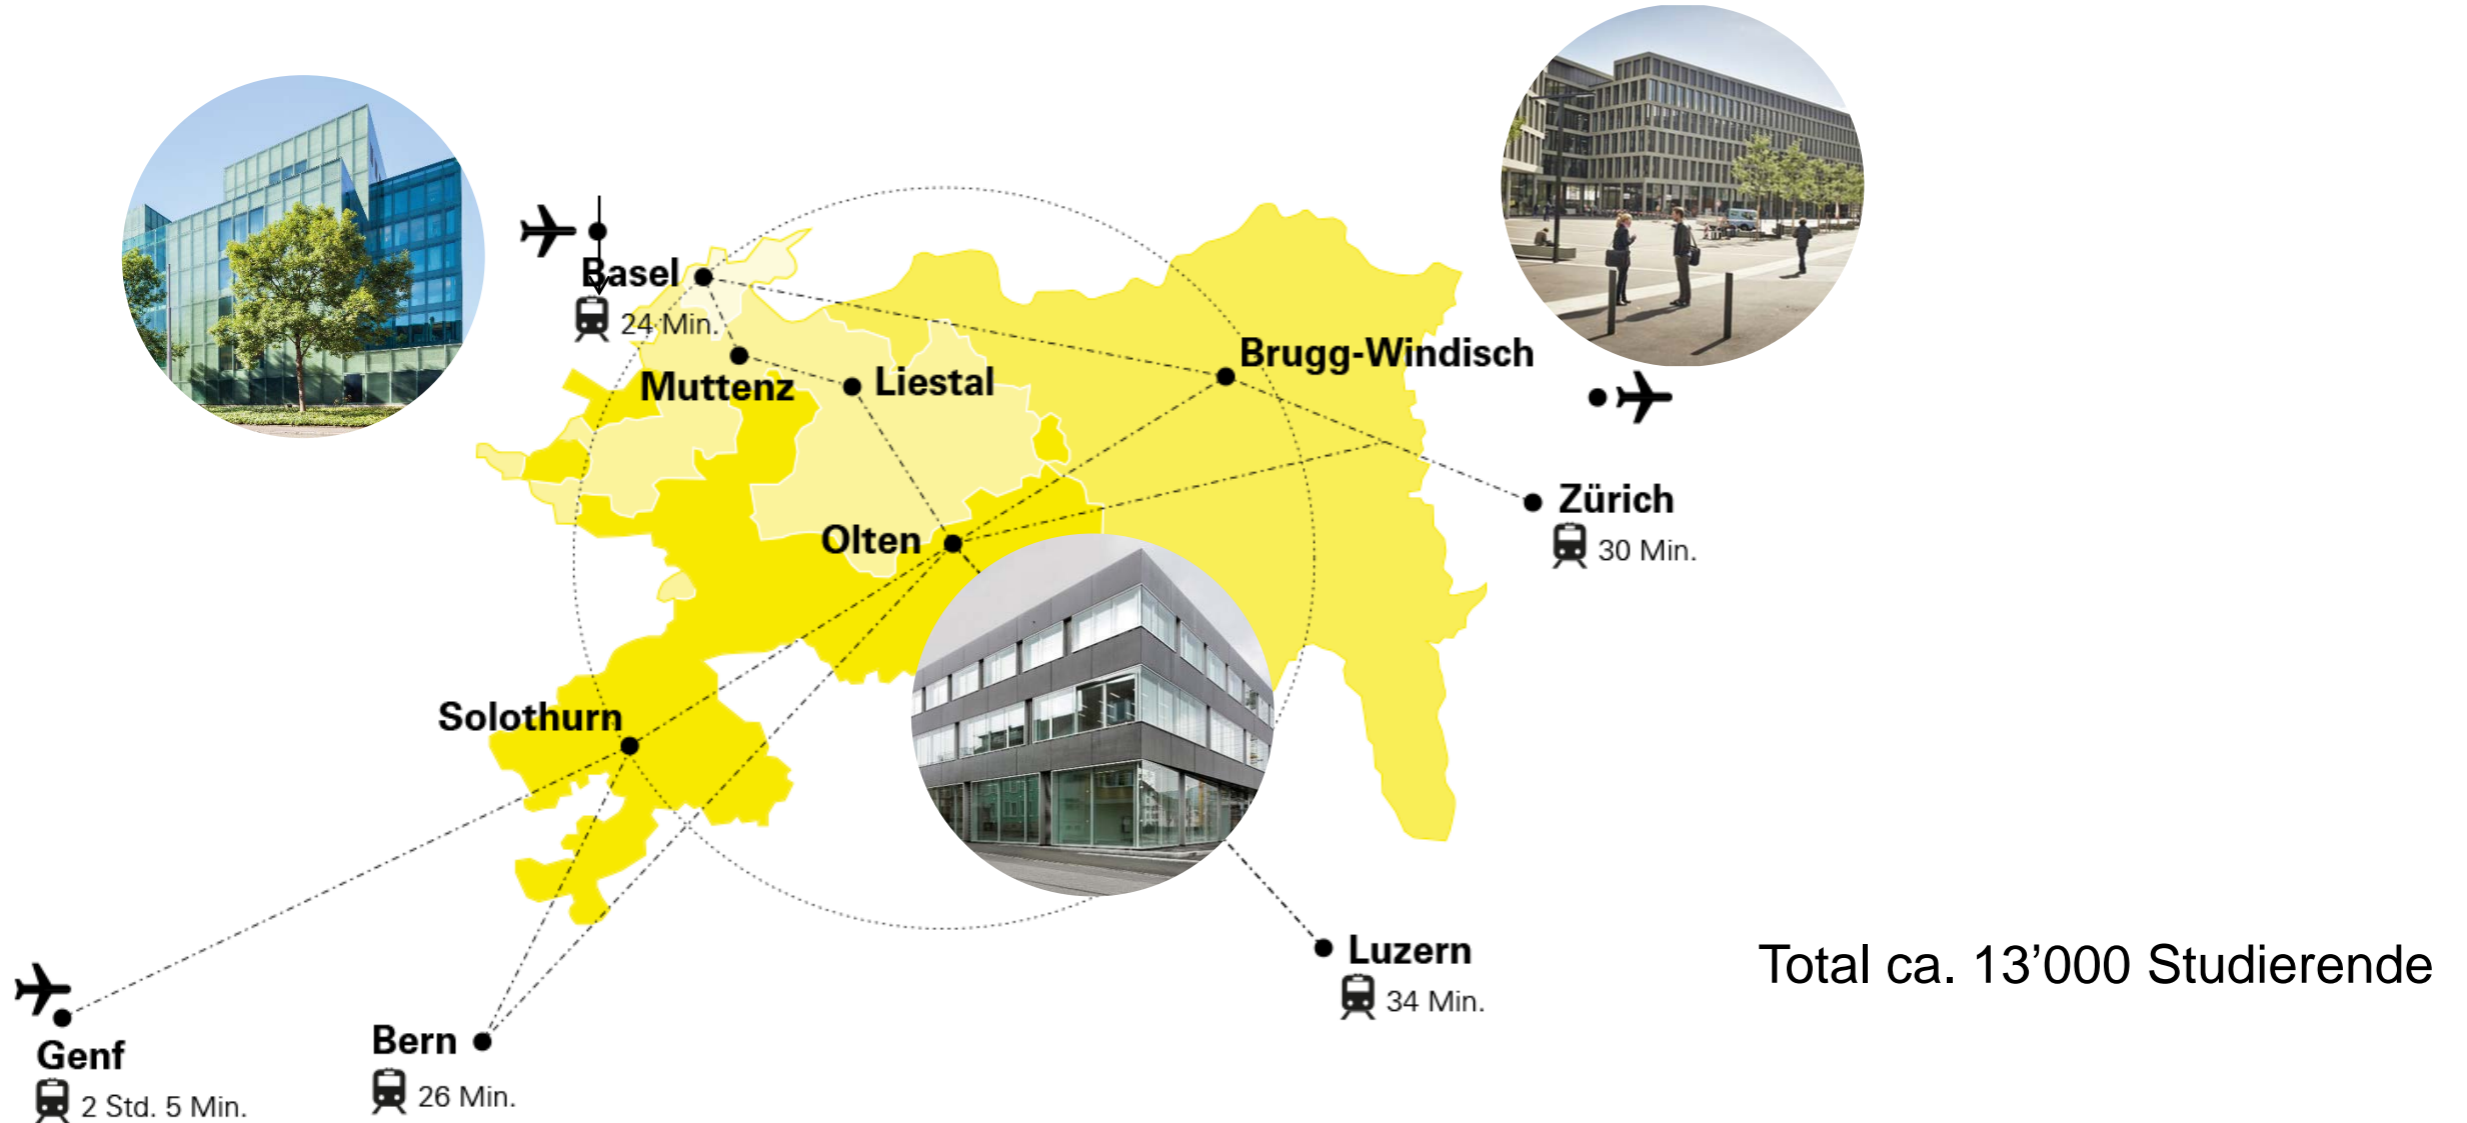 Basel
24 Min.
Muttenz
Liestal
Brugg-Windisch
Zürich
30 Min.
Olten
Solothurn
Luzern
34 Min.
Total ca. 13’000 Studierende
Genf
2 Std. 5 Min.
Bern
26 Min.